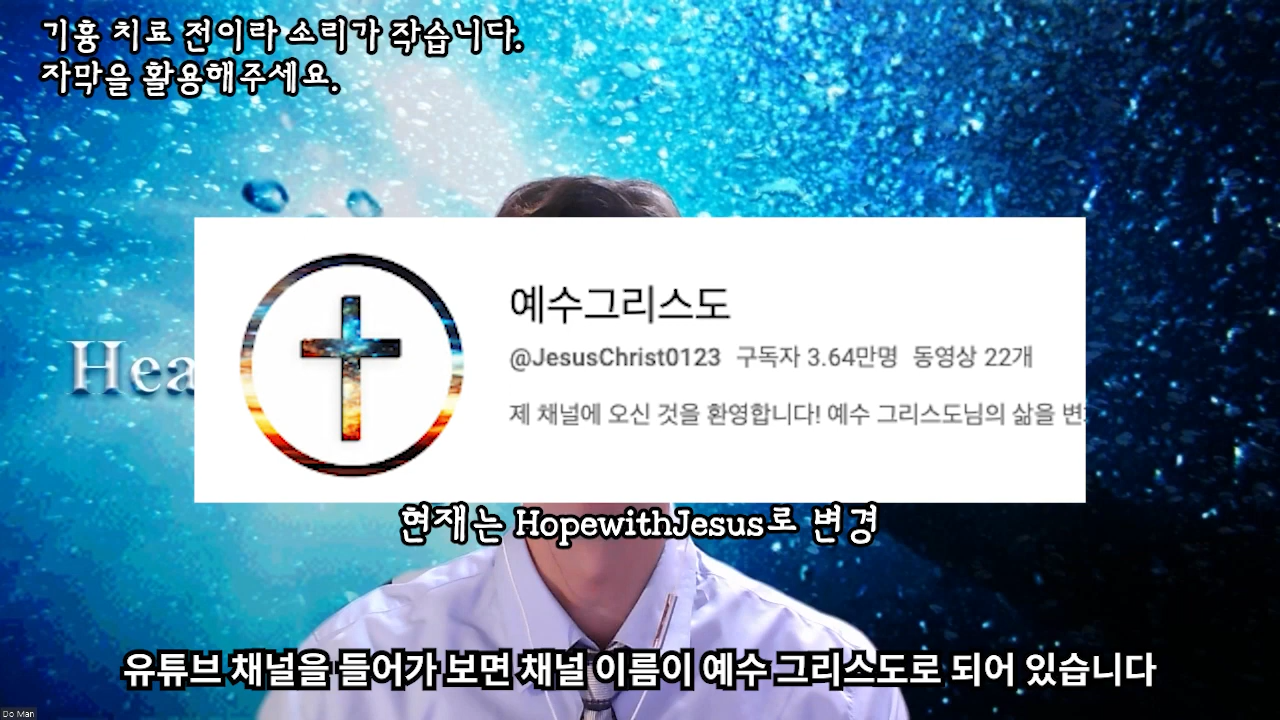 기흉 치료 전이라 소리가 작습니다.
자막을 활용해주세요.
Hea
예수그리스도
@JesusChrist0123 구독자 3.64만명 동영상 22개
제 채널에 오신 것을 환영합니다! 예수 그리스도님의 삶을 변
현재는 HopewithJesus로 변경
유튜브 채널을 들어가 보면 채널 이름이 예수 그리스도로 되어 있습니다
Do Man